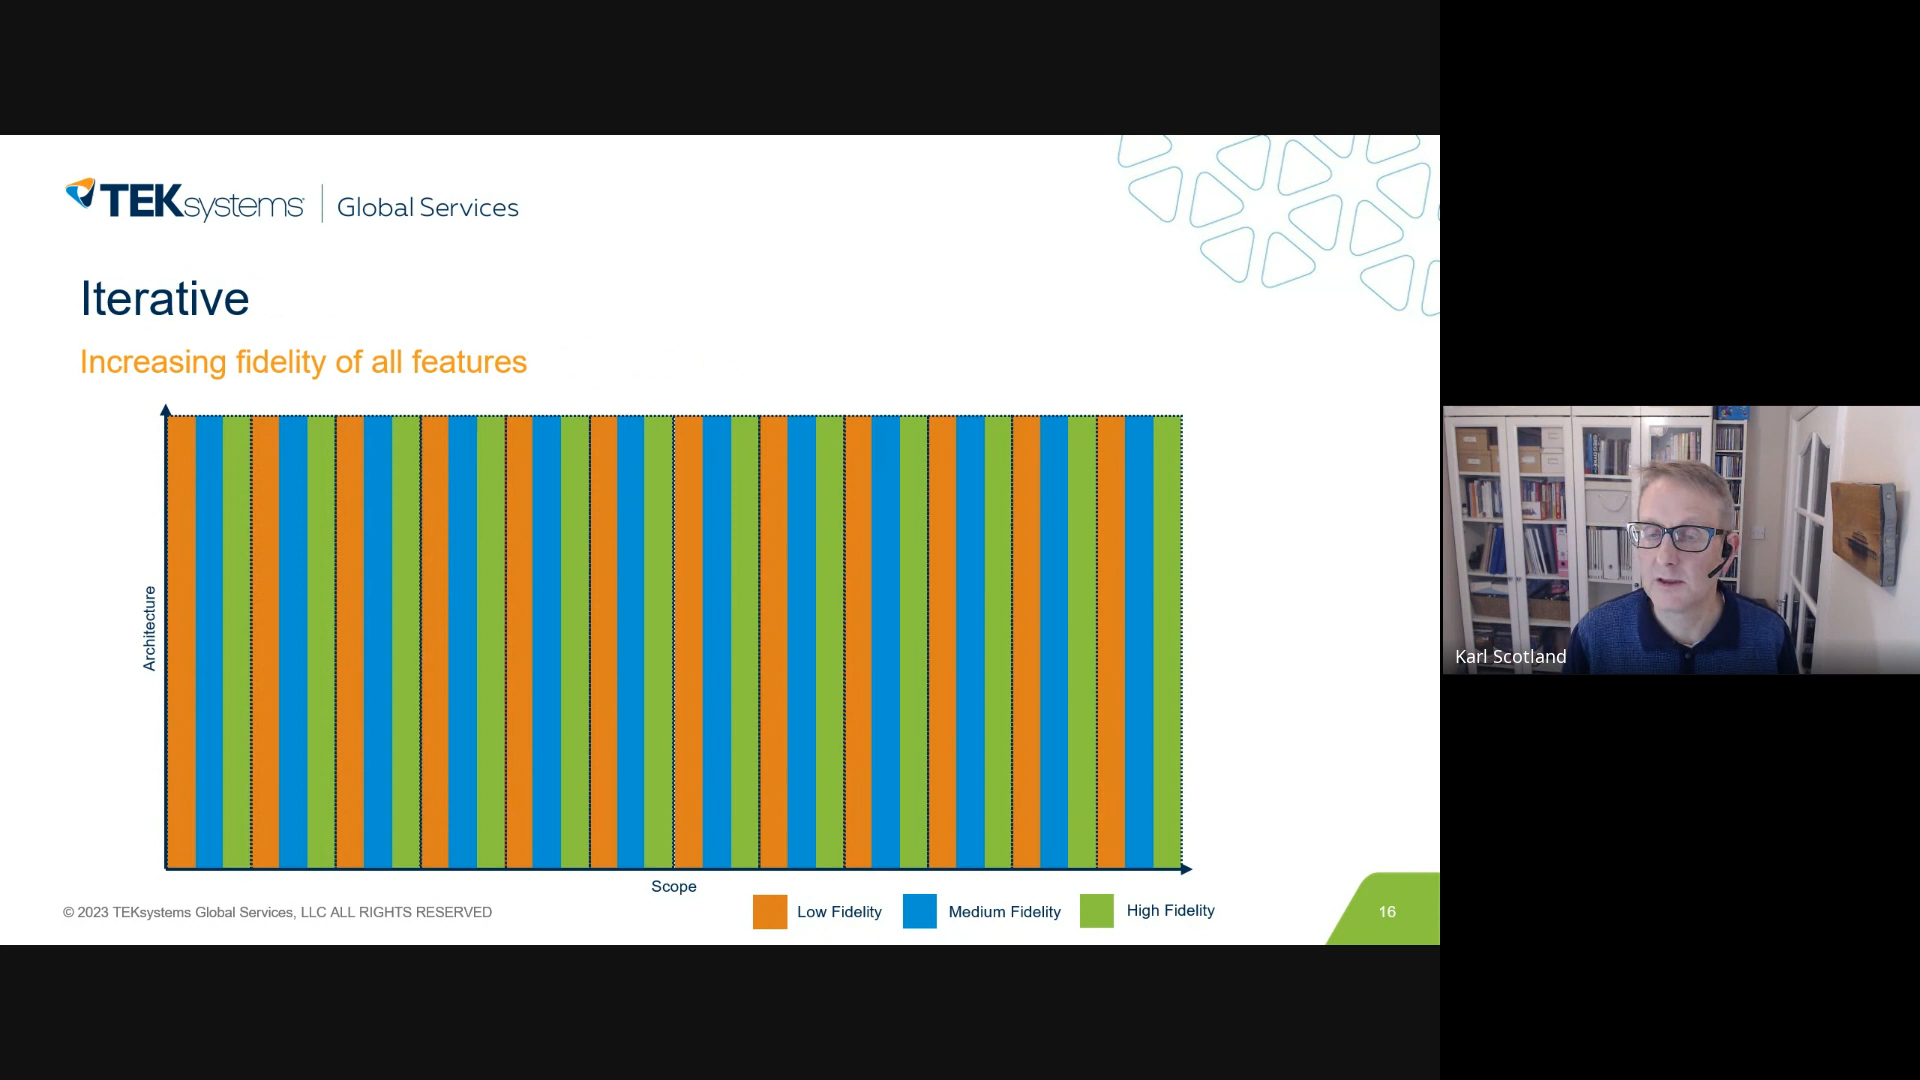 TEKsystems | Global Services
Iterative
Increasing fidelity of all features
Architecture
Scope
Low Fidelity
Medium Fidelity
High Fidelity
© 2023 TEKsystems Global Services, LLC ALL RIGHTS RESERVED
16
Karl Scotland